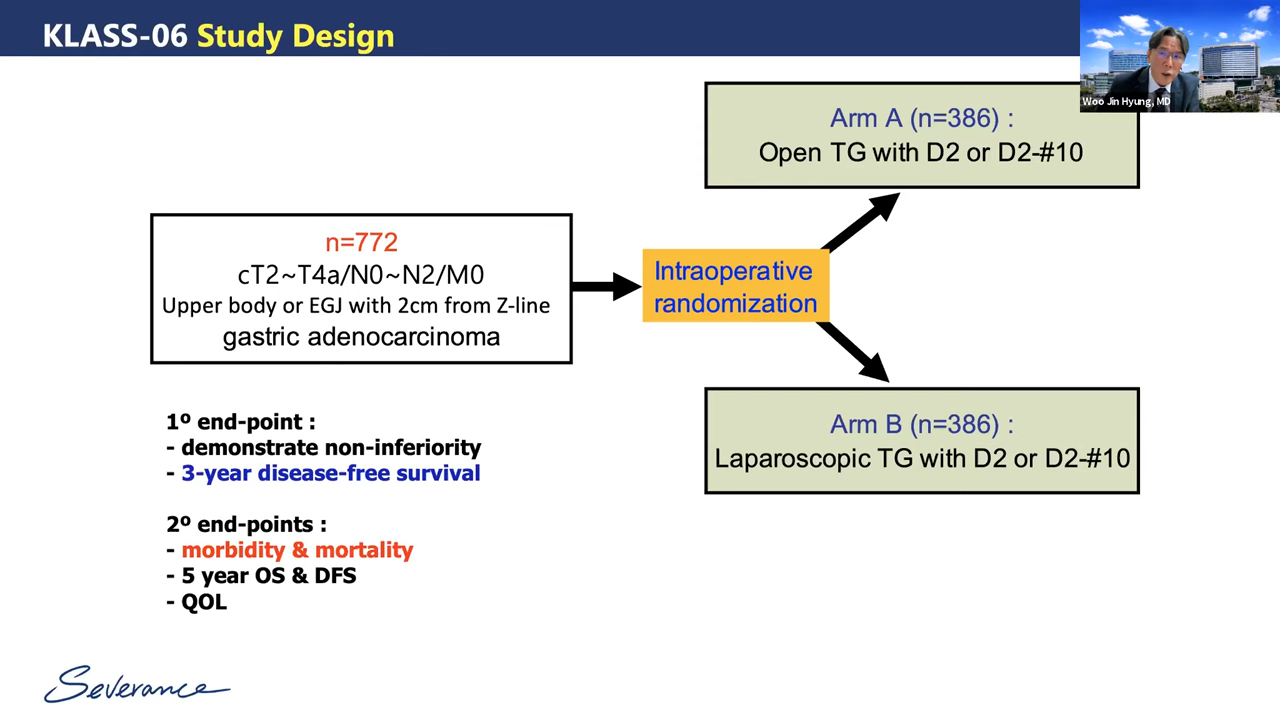 KLASS-06 Study Design
Woo Jin Hyung, MD
Arm A (n=386) :
Open TG with D2 or D2-#10
n=772
cT2~T4a/N0~N2/M0
Upper body or EGJ with 2cm from Z-line
gastric adenocarcinoma
Intraoperative
randomization
Arm B (n=386) :
Laparoscopic TG with D2 or D2-#10
1º end-point :
- demonstrate non-inferiority
- 3-year disease-free survival
2º end-points :
- morbidity & mortality
- 5 year OS & DFS
- QOL
Severance